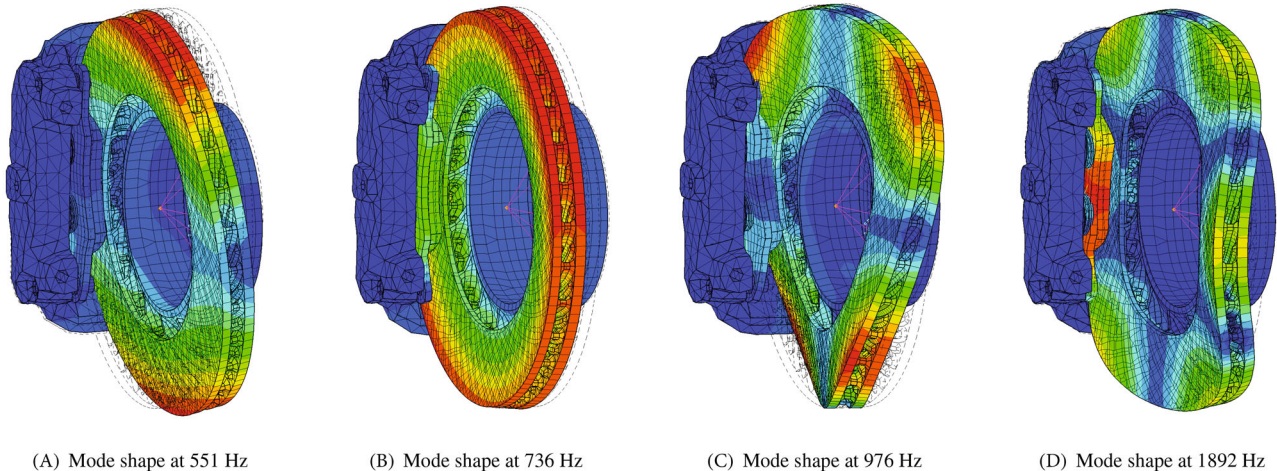 (A) Mode shape at 551 Hz
(B) Mode shape at 736 Hz
(C) Mode shape at 976 Hz
(D) Mode shape at 1892 Hz